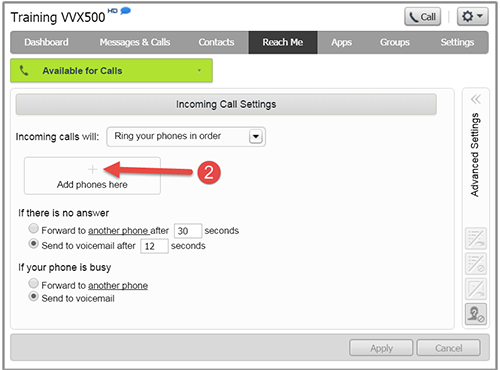 Training VVX500 HD
Call
Dashboard Messages & Calls Contacts Reach Me Apps Groups Settings
Available for Calls
Incoming Call Settings
Incoming calls will: Ring your phones in order
+
2
Add phones here
If there is no answer
Forward to another phone after 30 seconds
Send to voicemail after 12 seconds
If your phone is busy
Forward to another phone
Send to voicemail
Advanced Settings
Apply Cancel